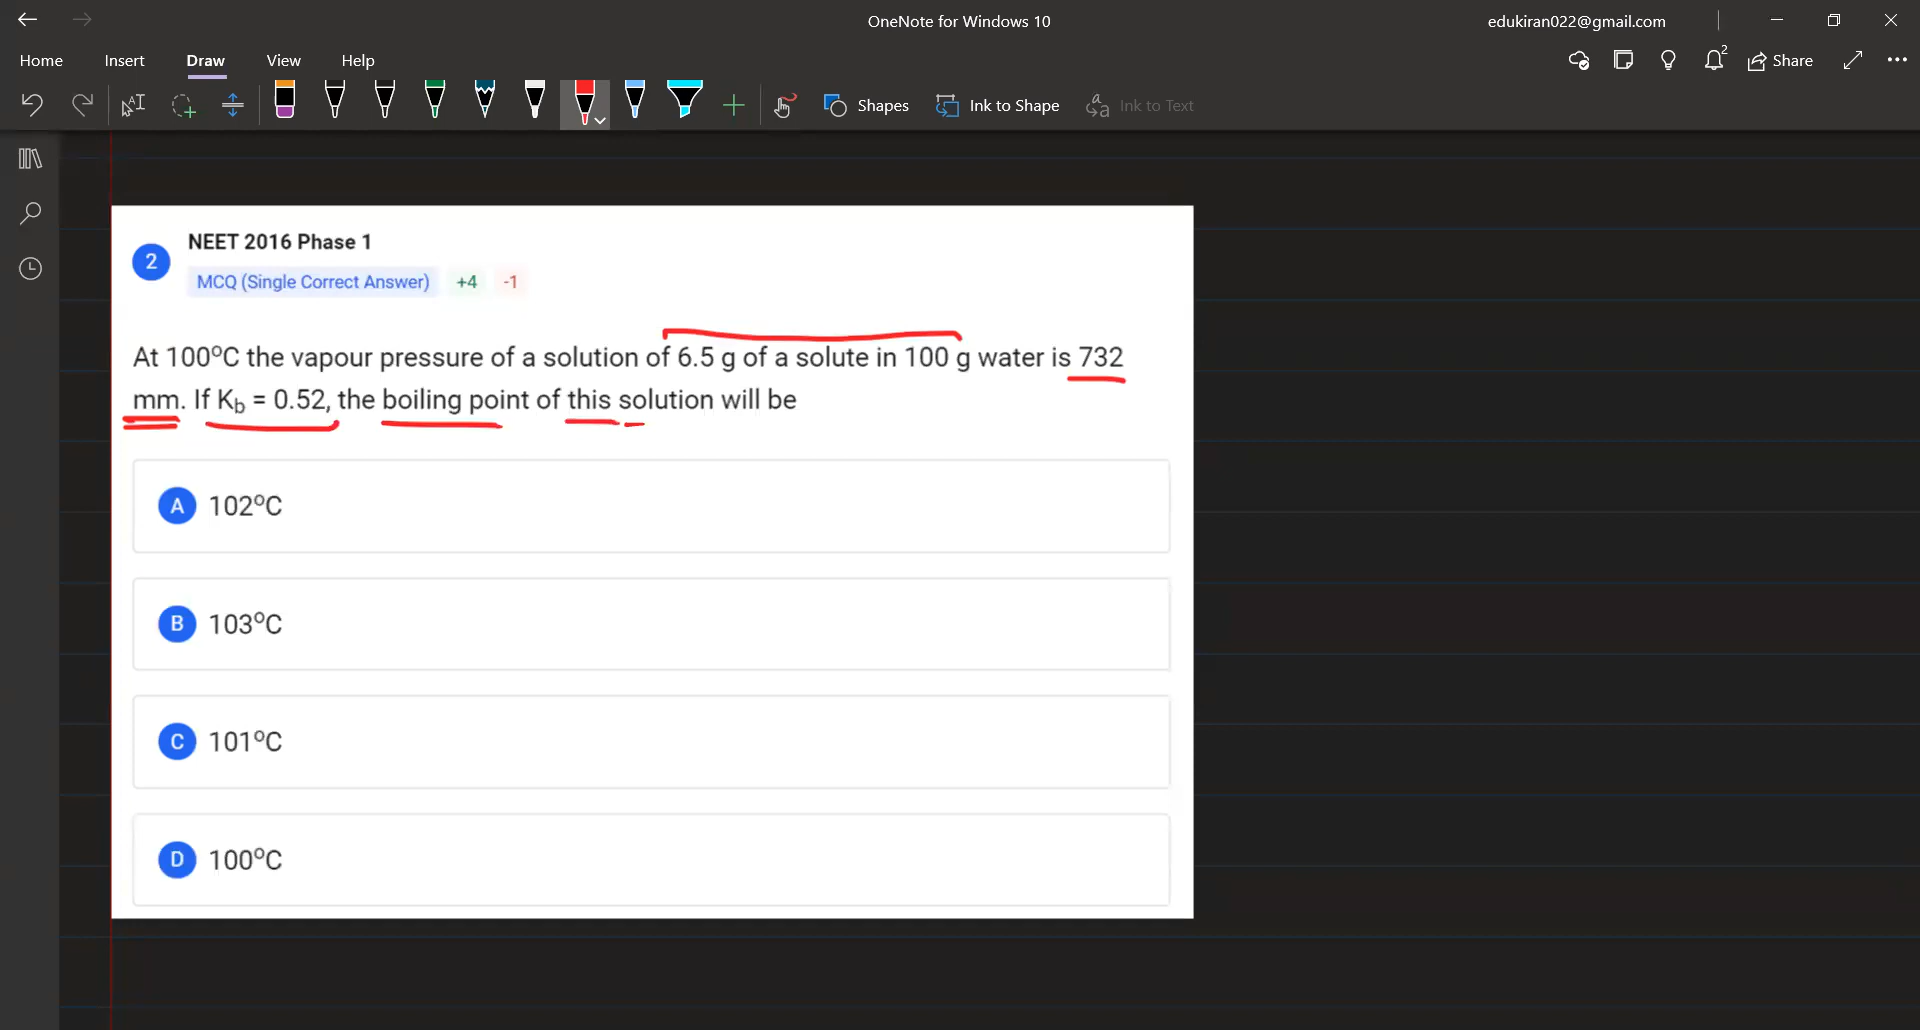 OneNote for Windows 10
edukiran022@gmail.com
Home Insert Draw View Help
2
Share
Shapes
Ink to Shape
Ink to Text
2
NEET 2016 Phase 1
MCQ (Single Correct Answer) +4 -1
At 100°C the vapour pressure of a solution of 6.5 g of a solute in 100 g water is 732
mm. If Kb = 0.52, the boiling point of this solution will be
A 102°C
B 103°C
C 101°C
D 100°C